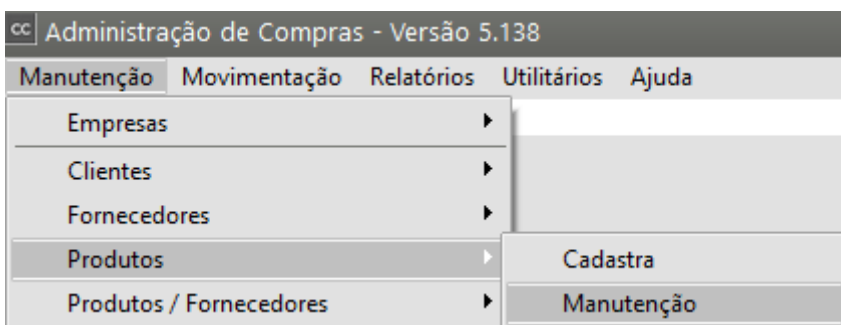 cc Administração de Compras - Versão 5.138
Manutenção Movimentação Relatórios Utilitários Ajuda
Empresas
Clientes
Fornecedores
Produtos
Cadastra
Produtos / Fornecedores
Manutenção